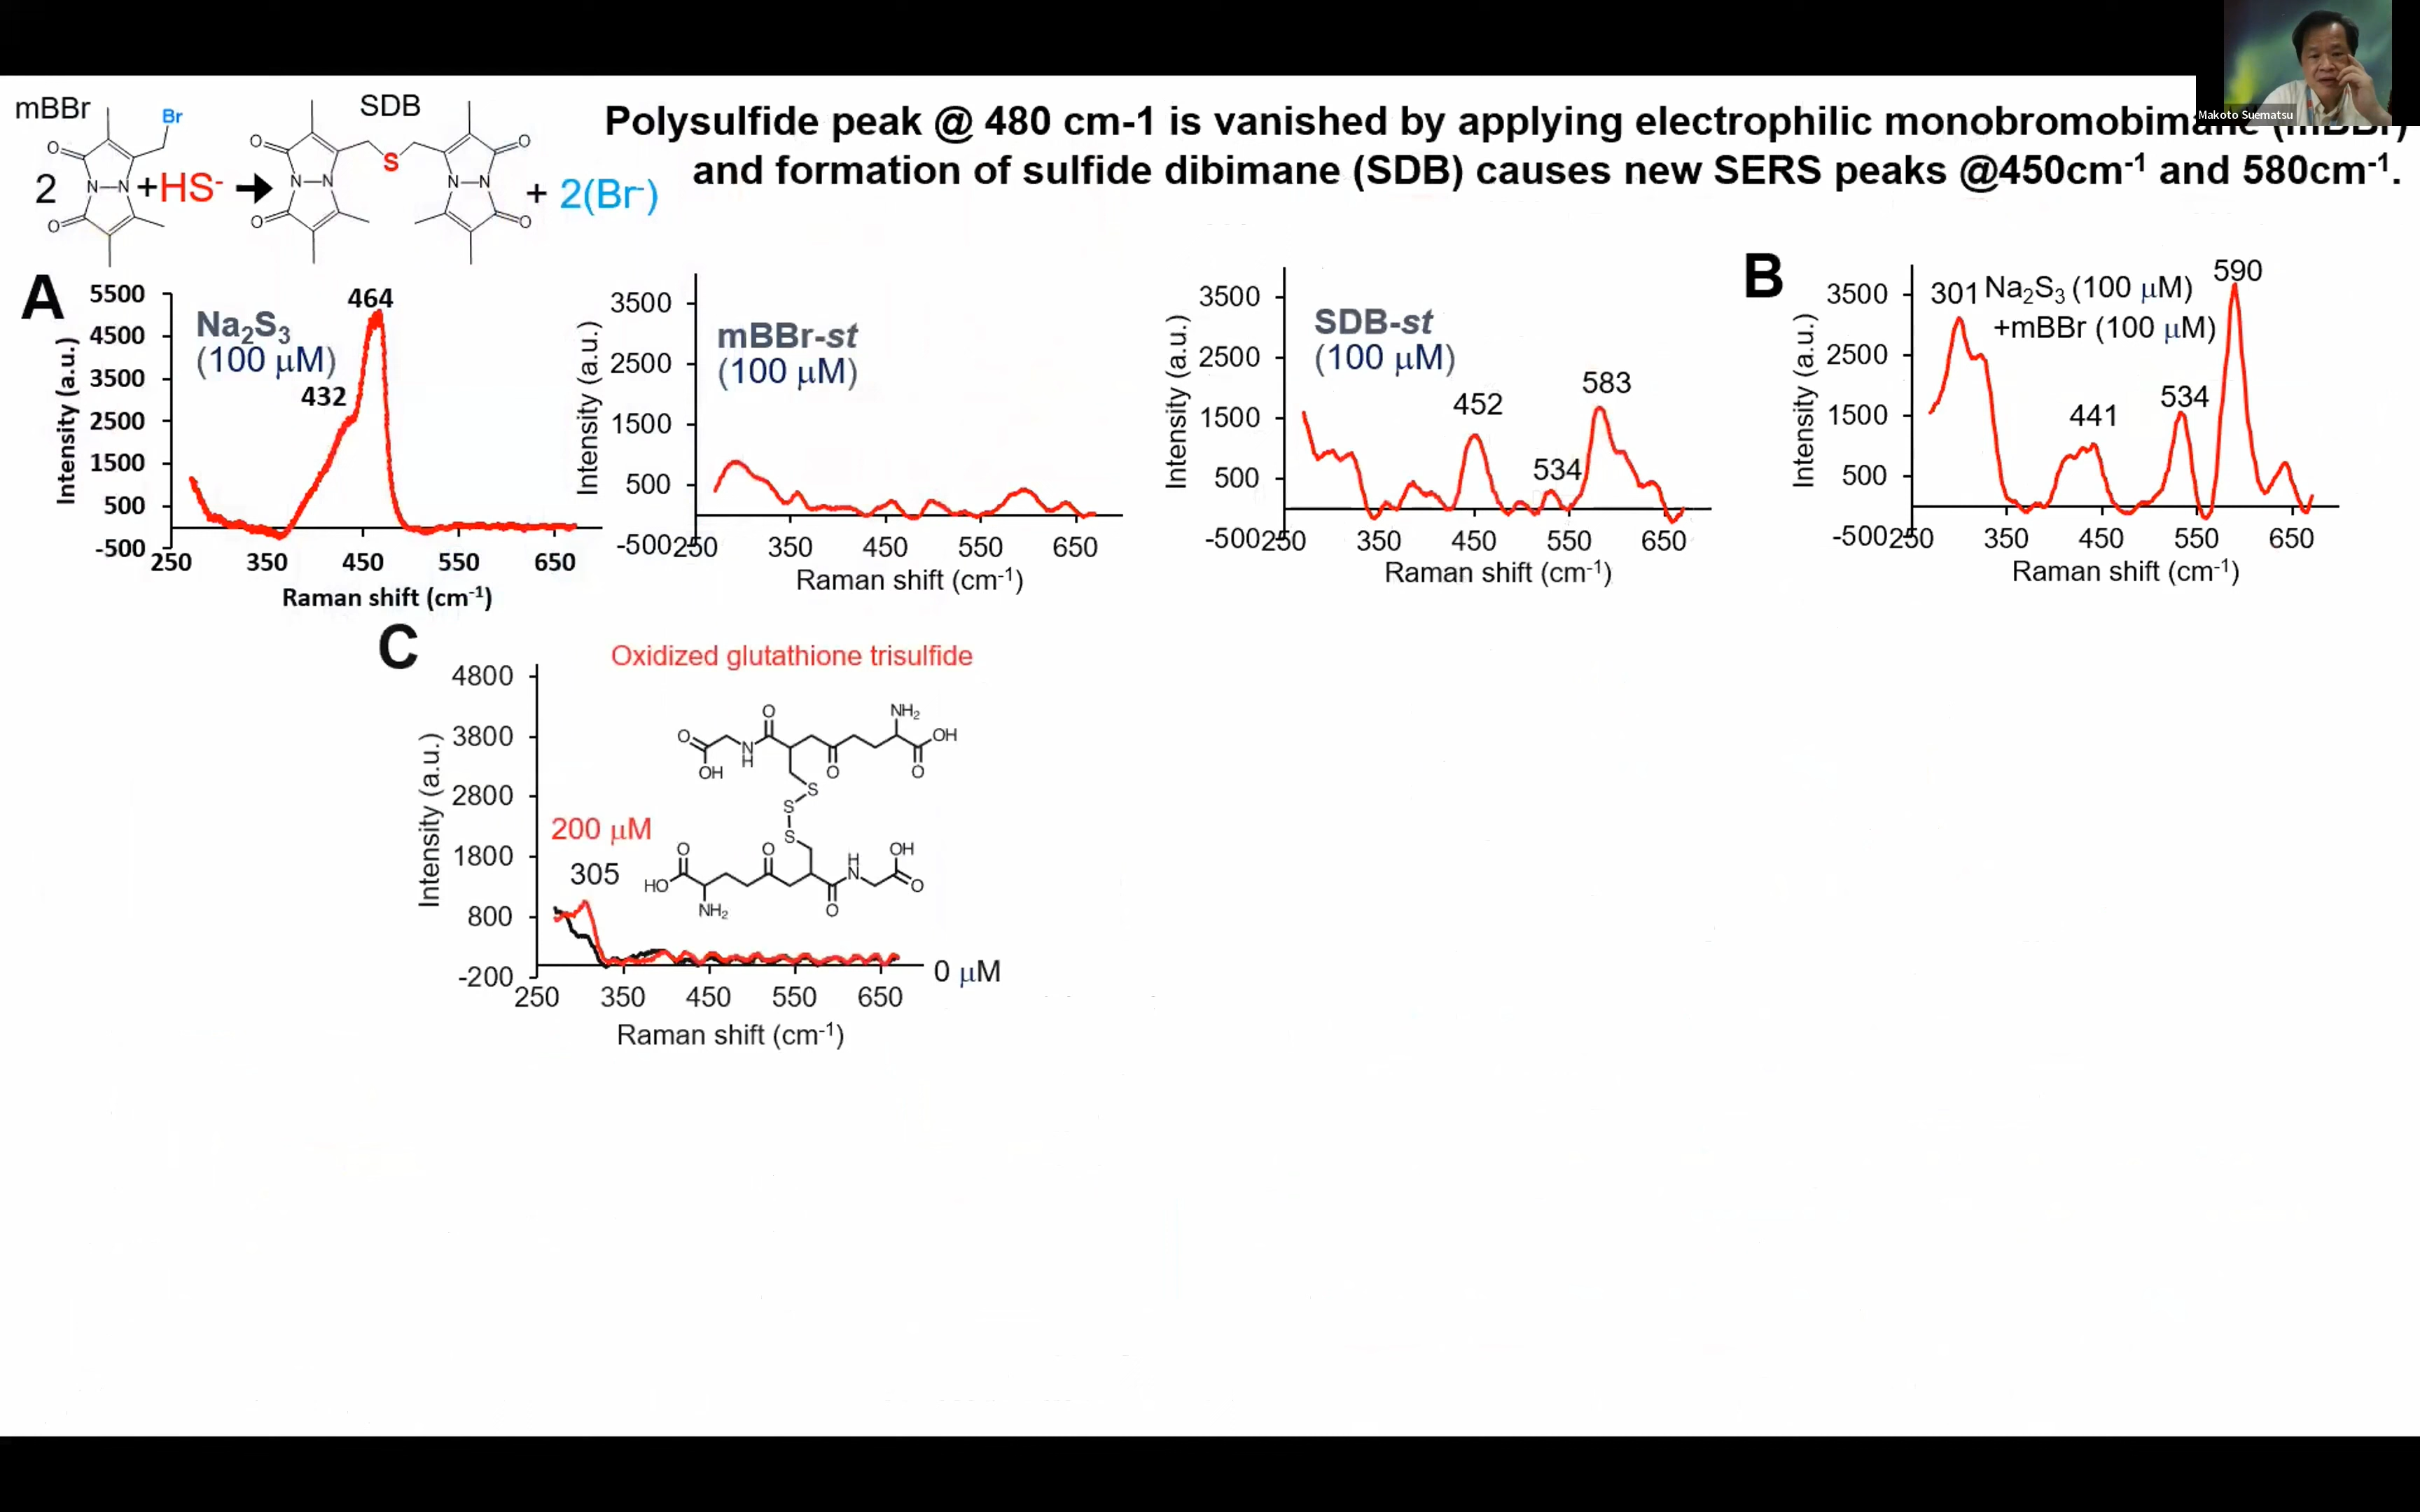 Makoto Suematsu
Polysulfide peak @ 480 cm-1 is vanished by applying electrophilic monobromobimane (mBBr)
and formation of sulfide dibimane (SDB) causes new SERS peaks @450cm-1 and 580cm-1.
mBBr
SDB
Br
O
O
O
N
N
N
N
N
N
S
2
+HS-
+ 2(Br-)
O
O
O
A
5500
4500
3500
2500
1500
500
-500
Intensity (a.u.)
Na2S3
(100 μM)
464
432
250 350 450 550 650
Raman shift (cm-1)
3500
2500
1500
500
-500
Intensity (a.u.)
mBBr-st
(100 μM)
250 350 450 550 650
Raman shift (cm-1)
3500
2500
1500
500
-500
Intensity (a.u.)
SDB-st
(100 μM)
452
534
583
250 350 450 550 650
Raman shift (cm-1)
B
3500
2500
1500
500
-500
Intensity (a.u.)
301
Na2S3 (100 μM)
+mBBr (100 μM)
590
441
534
250 350 450 550 650
Raman shift (cm-1)
C
Oxidized glutathione trisulfide
4800
3800
2800
1800
800
-200
Intensity (a.u.)
O
NH2
O
N
H
OH
OH
O
O
S
S
S
200 μM
305
O
O
H
N
OH
HO
O
NH2
O
0 μM
250 350 450 550 650
Raman shift (cm-1)